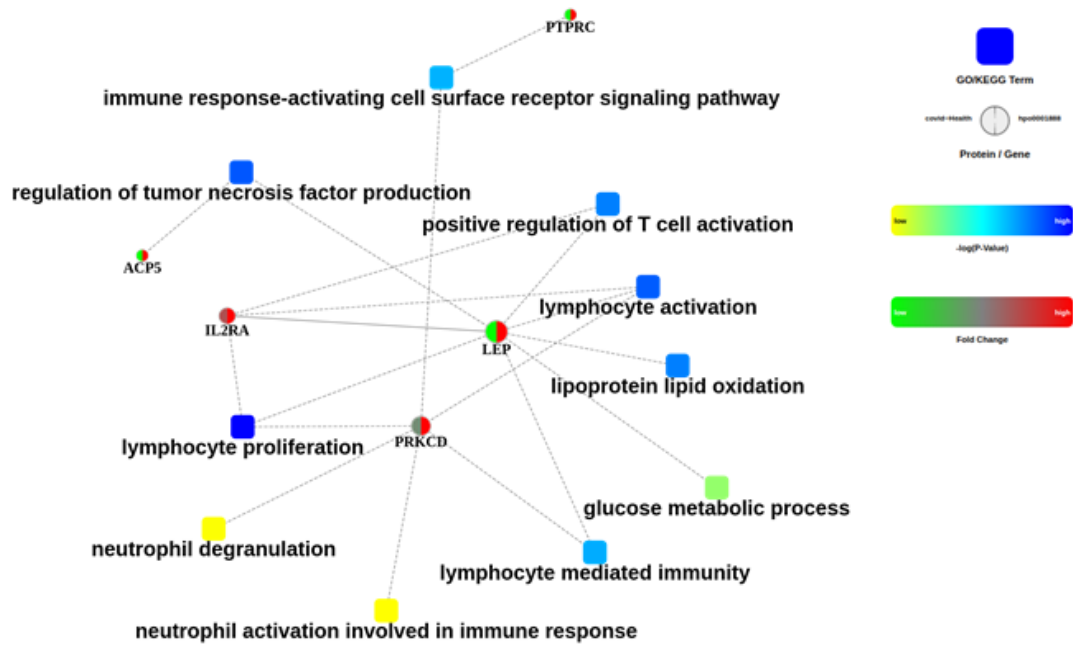 PTPRC
immune response-activating cell surface receptor signaling pathway
regulation of tumor necrosis factor production
positive regulation of T cell activation
ACP5
lymphocyte activation
IL2RA
LEP
lipoprotein lipid oxidation
lymphocyte proliferation
PRKCD
glucose metabolic process
neutrophil degranulation
lymphocyte mediated immunity
neutrophil activation involved in immune response
GO/KEGG Term
covid-Health
hpo0001888
Protein / Gene
low high
-log(P-Value)
low high
Fold Change